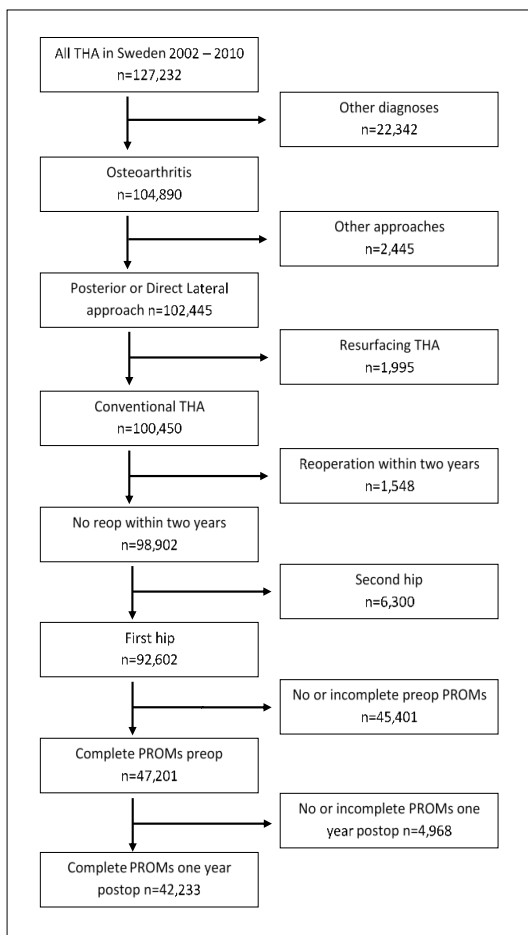 All THA in Sweden 2002 – 2010
n=127,232
Other diagnoses
n=22,342
Osteoarthritis
n=104,890
Other approaches
n=2,445
Posterior or Direct Lateral
approach n=102,445
Resurfacing THA
n=1,995
Conventional THA
n=100,450
Reoperation within two years
n=1,548
No reop within two years
n=98,902
Second hip
n=6,300
First hip
n=92,602
No or incomplete preop PROMs
n=45,401
Complete PROMs preop
n=47,201
No or incomplete PROMs one
year postop n=4,968
Complete PROMs one year
postop n=42,233